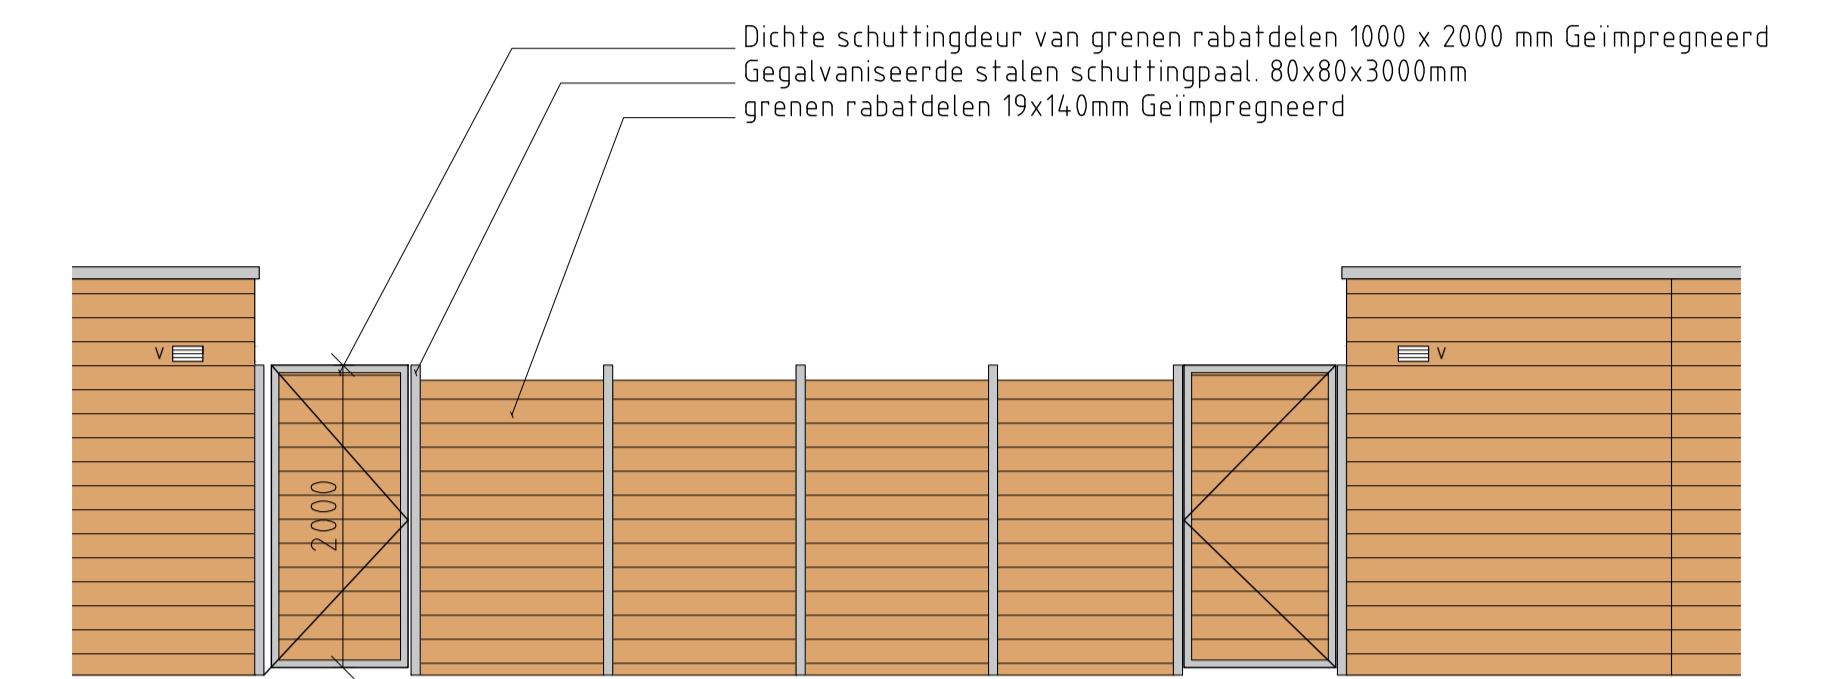 Dichte schuttingdeur van grenen rabatdelen 1000 x 2000 mm Geïmpregneerd
Gegalvaniseerde stalen schuttingpaal. 80x80x3000mm
grenen rabatdelen 19x140mm Geïmpregneerd
V
V
2000